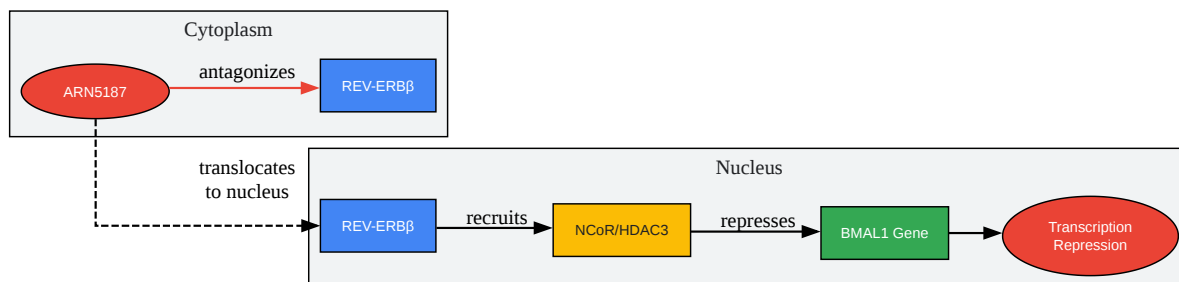 Cytoplasm
ARN5187
antagonizes
REV-ERBβ
translocates
to nucleus
Nucleus
REV-ERBβ
recruits
NCoR/HDAC3
represses
BMAL1 Gene
Transcription
Repression